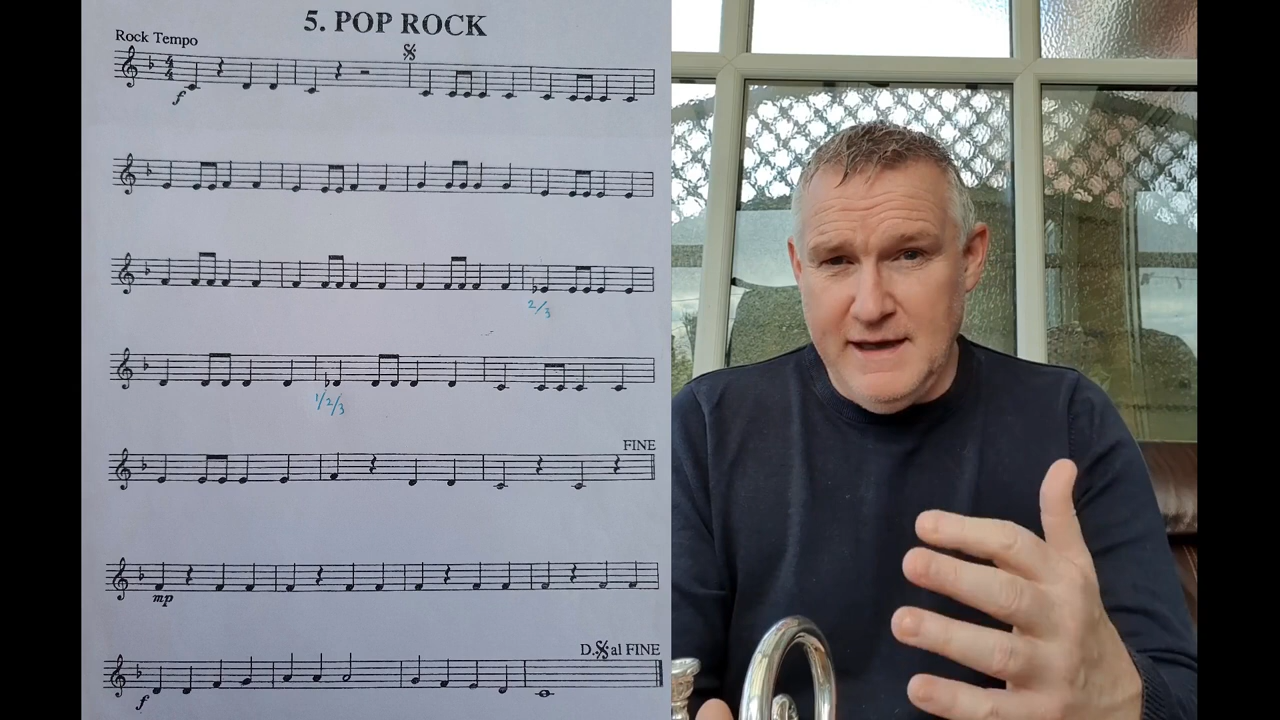 5. POP ROCK
Rock Tempo
f
2/3
1/2/3
FINE
mp
D.𝄋 al FINE
f